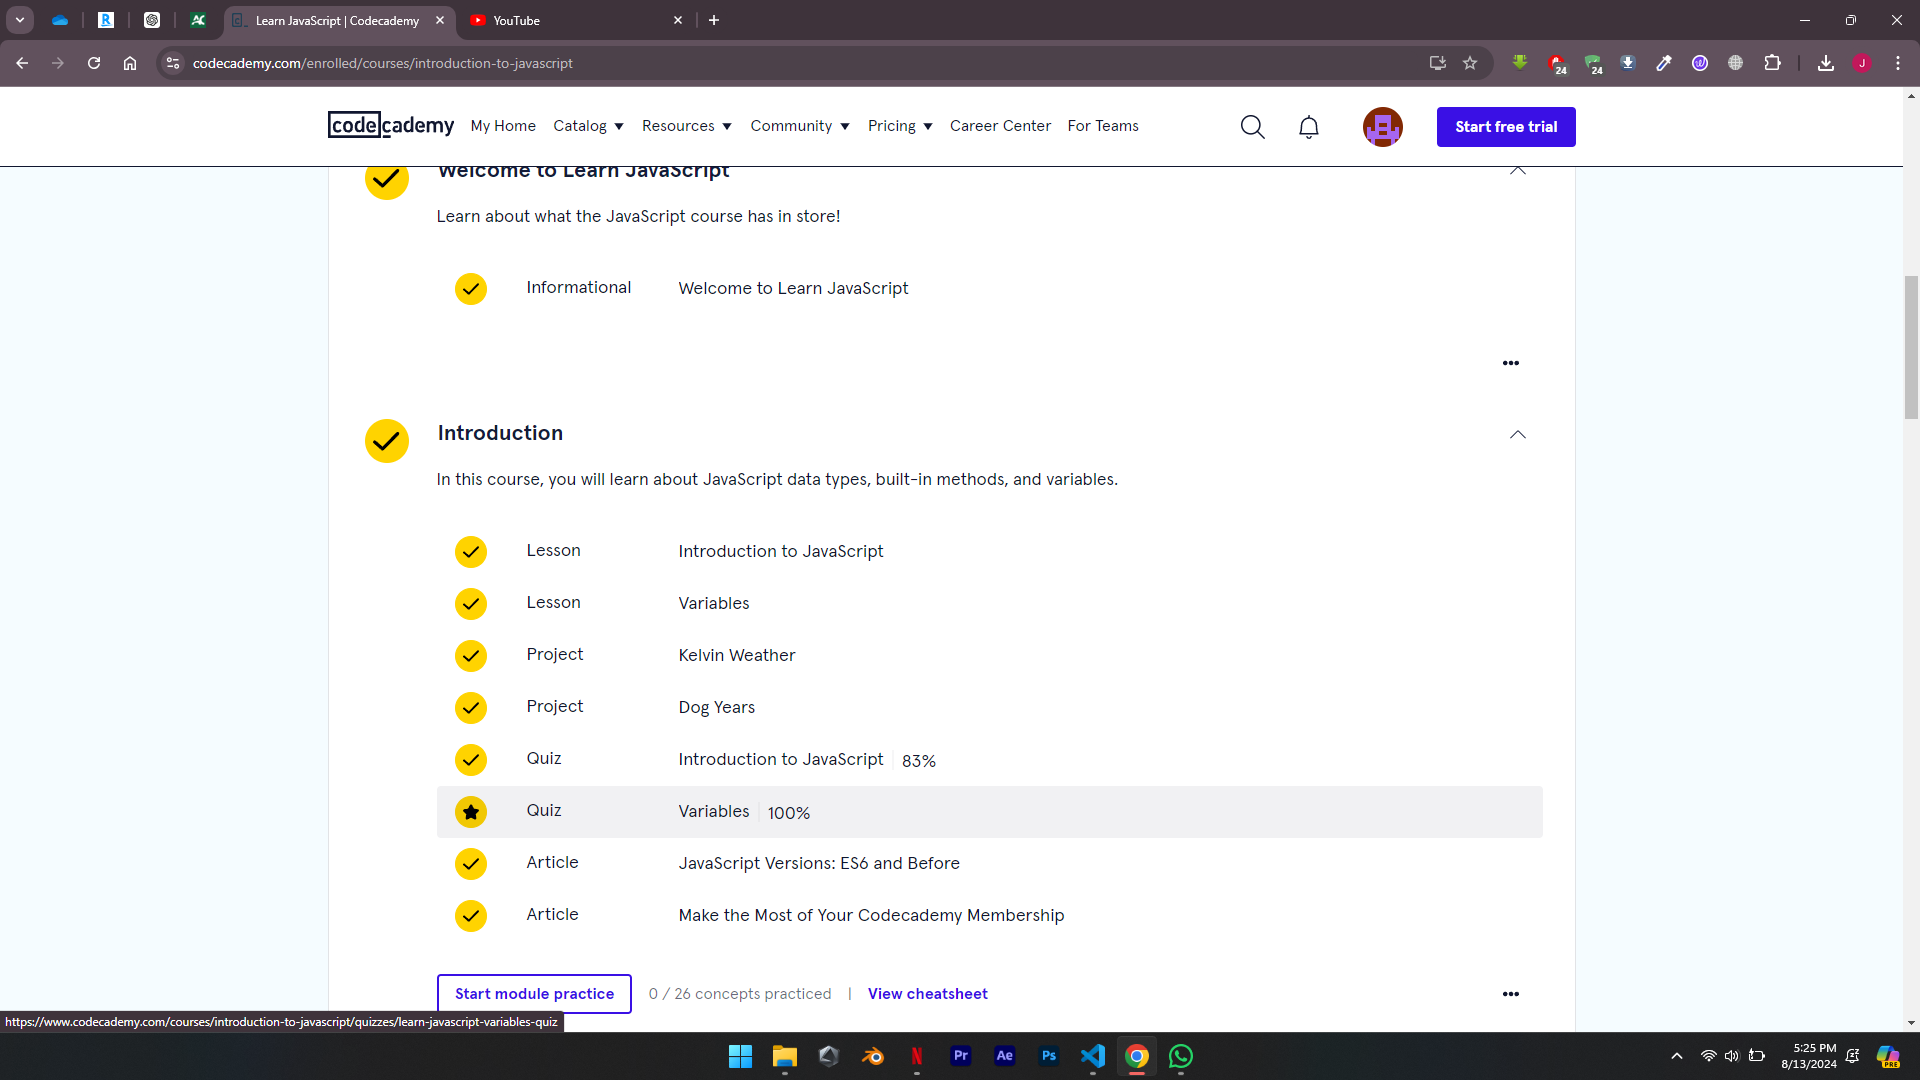 Learn JavaScript | Codecademy
YouTube
codecademy.com/enrolled/courses/introduction-to-javascript
24
24
J
codecademy
My Home
Catalog
Resources
Community
Pricing
Career Center
For Teams
Start free trial
Welcome to Learn JavaScript
Learn about what the JavaScript course has in store!
Informational
Welcome to Learn JavaScript
Introduction
In this course, you will learn about JavaScript data types, built-in methods, and variables.
Lesson
Introduction to JavaScript
Lesson
Variables
Project
Kelvin Weather
Project
Dog Years
Quiz
Introduction to JavaScript
83%
Quiz
Variables
100%
Article
JavaScript Versions: ES6 and Before
Article
Make the Most of Your Codecademy Membership
Start module practice
0 / 26 concepts practiced
|
View cheatsheet
https://www.codecademy.com/courses/introduction-to-javascript/quizzes/learn-javascript-variables-quiz
Pr
Ae
Ps
5:25 PM
8/13/2024
PRE